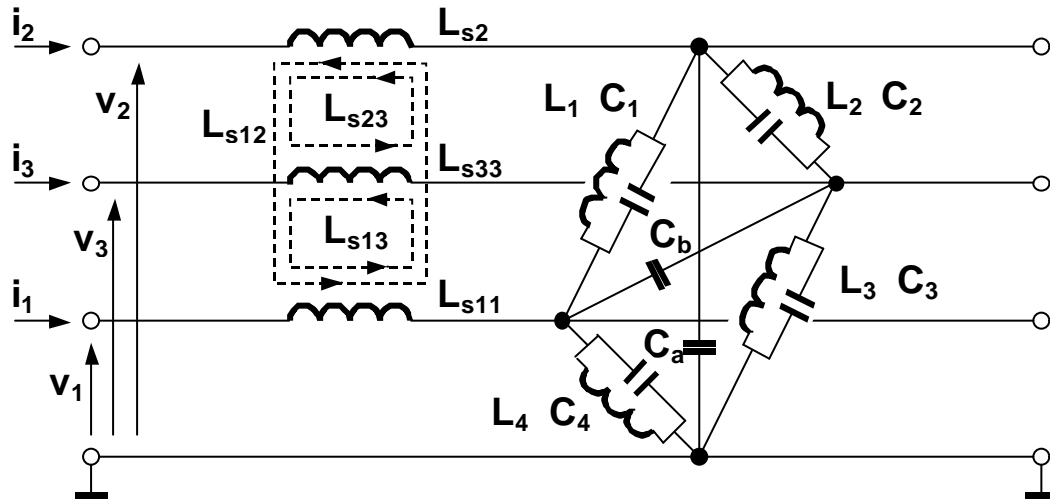 i2
Ls2
v2
Ls12
Ls23
L1 C1
L2 C2
i3
Ls33
v3
Ls13
Cb
i1
Ls11
L3 C3
v1
Ca
L4 C4